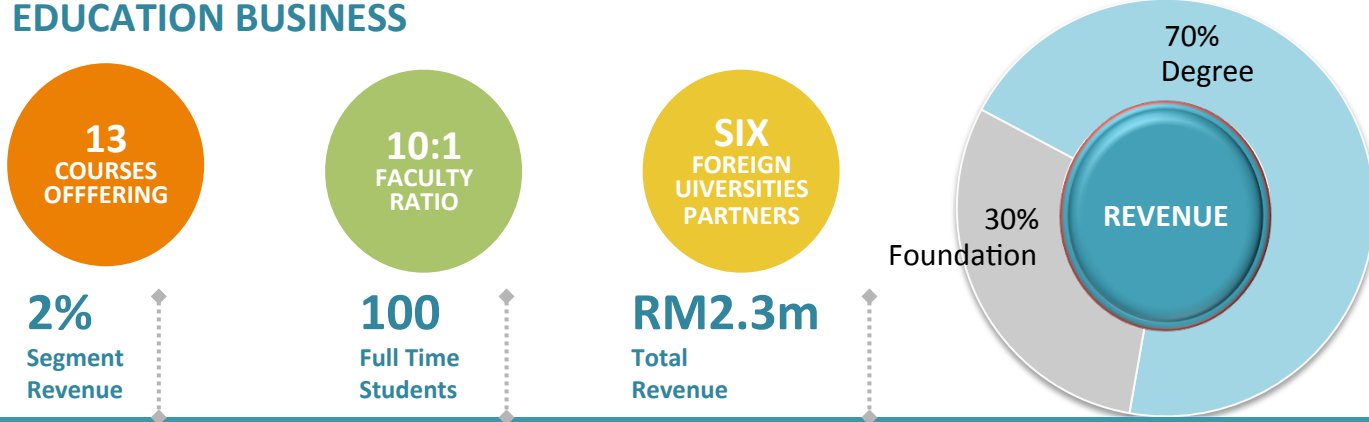 EDUCATION BUSINESS
13
COURSES
OFFFERING
10:1
FACULTY
RATIO
SIX
FOREIGN
UIVERSITIES
PARTNERS
2%
Segment
Revenue
100
Full Time
Students
RM2.3m
Total
Revenue
70%
Degree
30%
Foundation
REVENUE